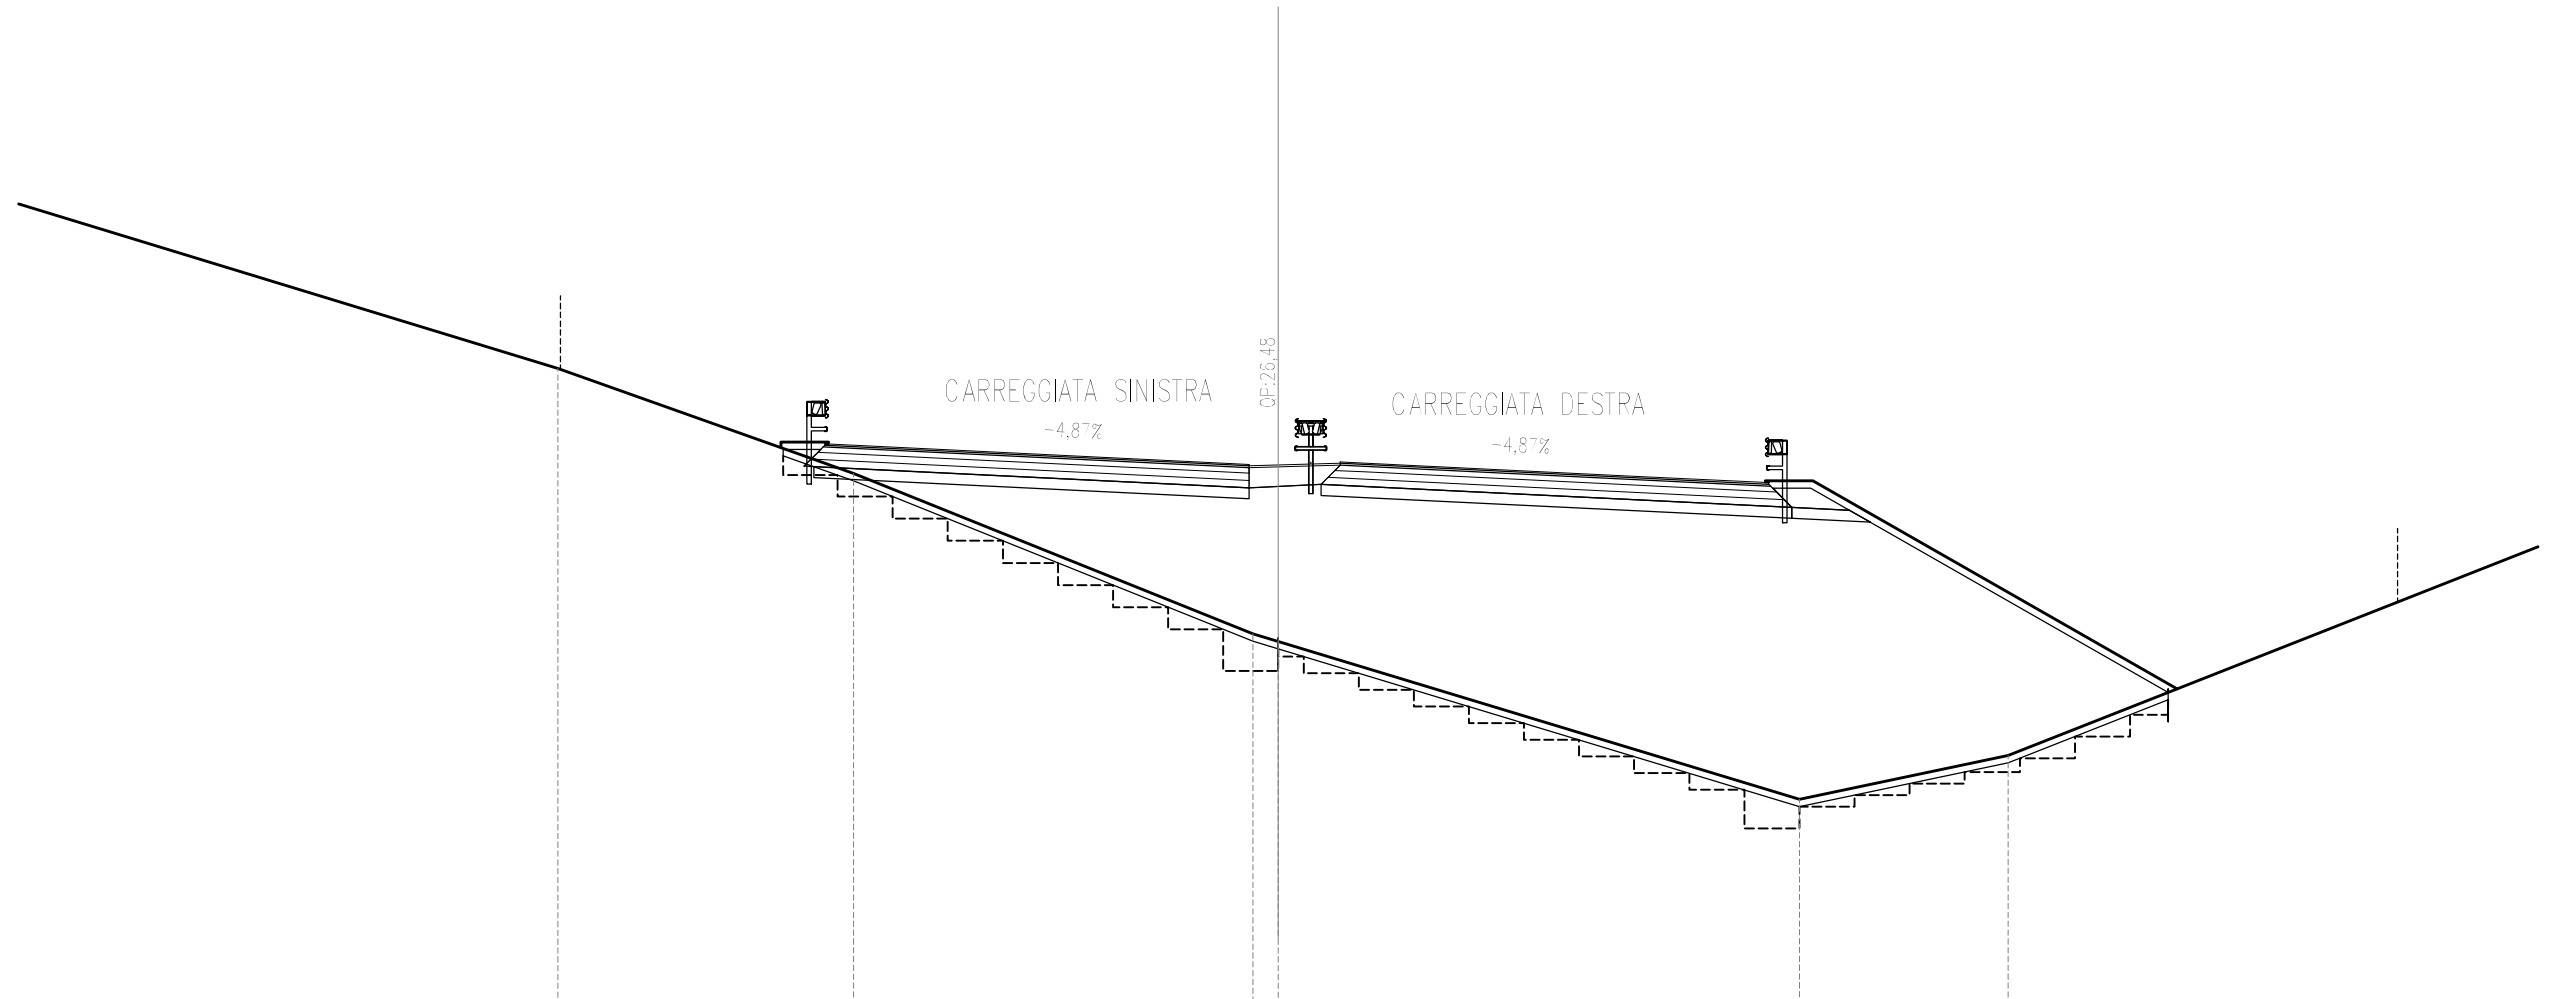 QP:26,48
CARREGGIATA SINISTRA
-4,87%
CARREGGIATA DESTRA
-4,87%